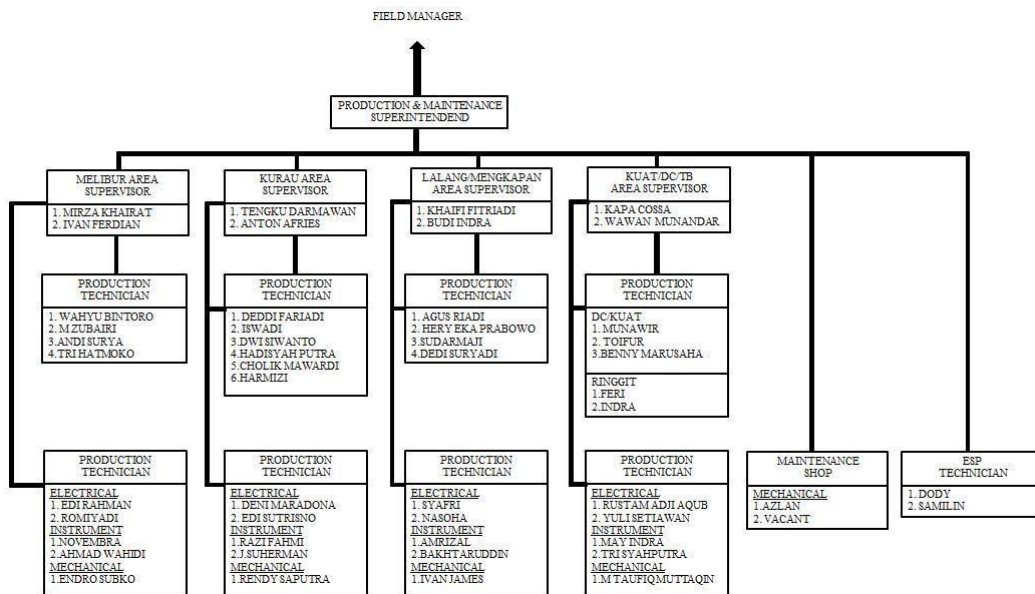 FIELD MANAGER
PRODUCTION & MAINTENANCE
SUPERINTENDEND
MELIBUR AREA
SUPERVISOR
1. MIRZA KHAIRAT
2. IVAN FERDIAN
KURAU AREA
SUPERVISOR
1. TENGKU DARMAWAN
2. ANTON AFRIES
LALANG/MENGKAPAN
AREA SUPERVISOR
1. KHAIFI FITRIADI
2. BUDI INDRA
KUAT/DC/TB
AREA SUPERVISOR
1. KAPA COSSA
2. WAWAN MUNANDAR
PRODUCTION
TECHNICIAN
1. WAHYU BINTORO
2. M ZUBAIRI
3.ANDI SURYA
4.TRI HATMOKO
PRODUCTION
TECHNICIAN
1. DEDDI FARIADI
2. ISWADI
3.DWI SIWANTO
4.HADISYAH PUTRA
5.CHOLIK MAWARDI
6.HARMIZI
PRODUCTION
TECHNICIAN
1. AGUS RIADI
2. HERY EKA PRABOWO
3.SUDARMAJI
4.DEDI SURYADI
PRODUCTION
TECHNICIAN
DC/KUAT
1. MUNAWIR
2. TOIFUR
3.BENNY MARUSAHA
RINGGIT
1.FERI
2.INDRA
PRODUCTION
TECHNICIAN
ELECTRICAL
1. EDI RAHMAN
2. ROMIYADI
INSTRUMENT
1.NOVEMBRA
2.AHMAD WAHIDI
MECHANICAL
1.ENDRO SUBKO
PRODUCTION
TECHNICIAN
ELECTRICAL
1. DENI MARADONA
2. EDI SUTRISNO
INSTRUMENT
1.RAZI FAHMI
2.J.SUHERMAN
MECHANICAL
1.RENDY SAPUTRA
PRODUCTION
TECHNICIAN
ELECTRICAL
1. SYAFRI
2. NASOHA
INSTRUMENT
1.AMRIZAL
2.BAKHTARUDDIN
MECHANICAL
1.IVAN JAMES
PRODUCTION
TECHNICIAN
ELECTRICAL
1. RUSTAM ADJI AQUB
2. YULI SETIAWAN
INSTRUMENT
1.MAY INDRA
2.TRI SYAHPUTRA
MECHANICAL
1.M TAUFIQ MUTTAQIN
MAINTENANCE
SHOP
MECHANICAL
1.AZLAN
2. VACANT
ESP
TECHNICIAN
1. DODY
2. SAMILIN